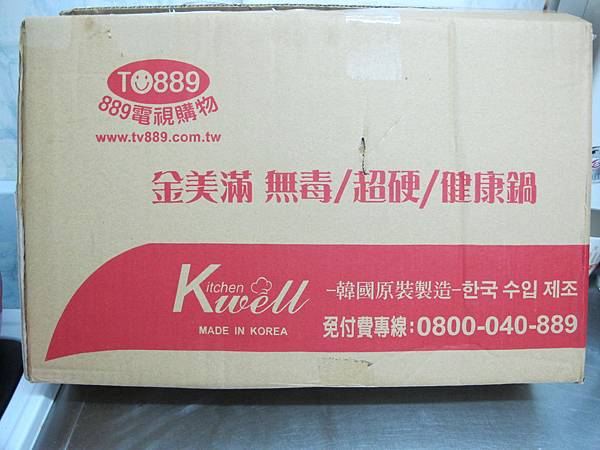 TO889
889電視購物
www.tv889.com.tw
金美滿 無毒/超硬/健康鍋
Kitchen
Kwell
MADE IN KOREA
-韓國原裝製造-한국 수입 제조
免付費專線:0800-040-889